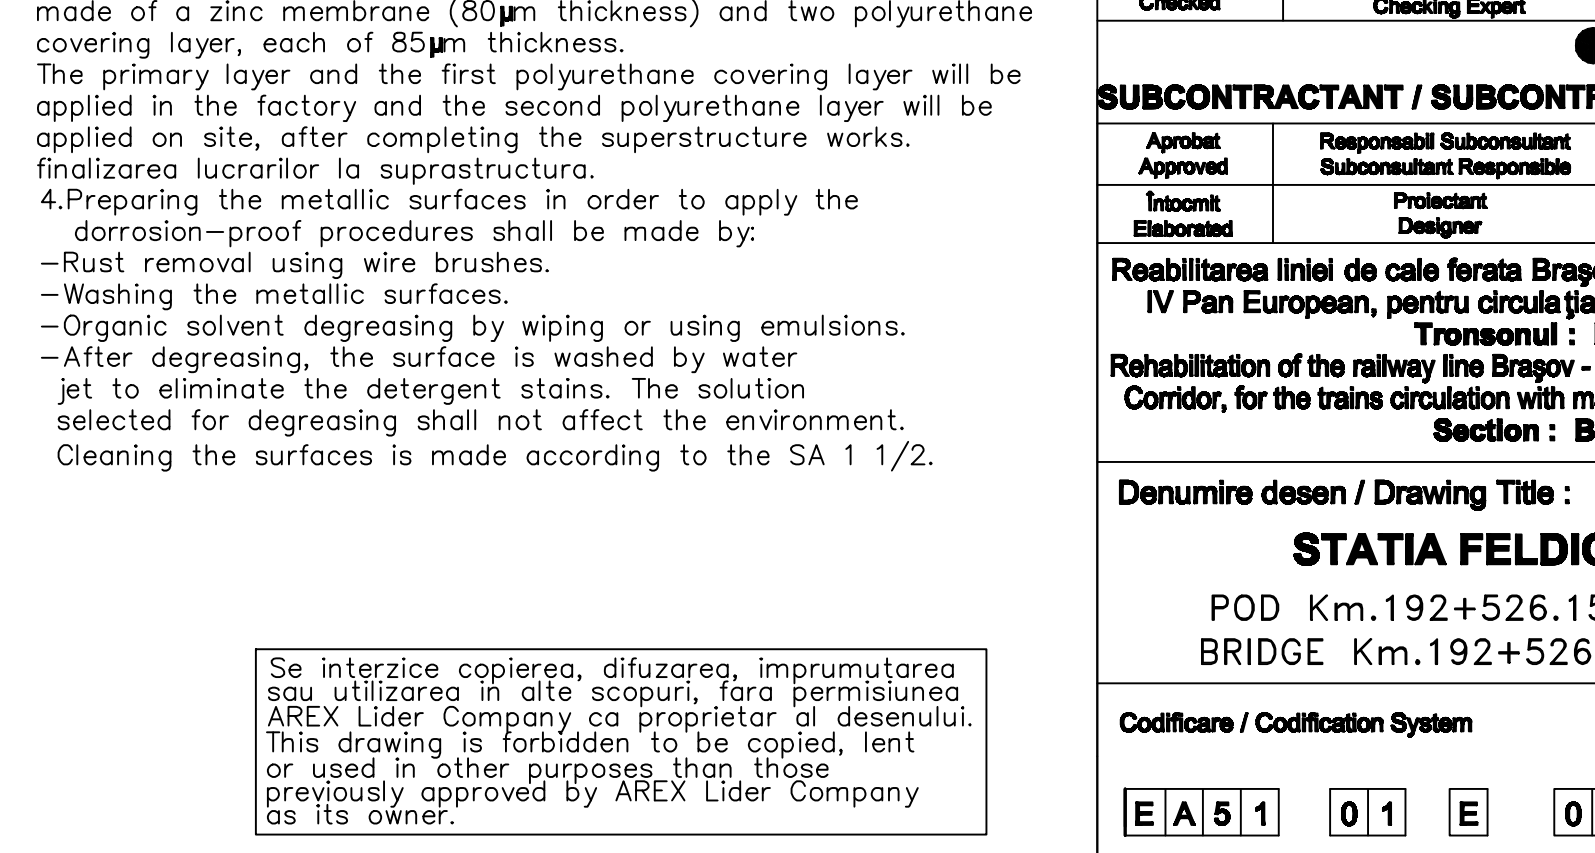 made of a zinc membrane (80µm thickness) and two polyurethane
covering layer, each of 85µm thickness.
The primary layer and the first polyurethane covering layer will be
applied in the factory and the second polyurethane layer will be
applied on site, after completing the superstructure works.
finalizarea lucrarilor la suprastructura.
4.Preparing the metallic surfaces in order to apply the
dorrosion-proof procedures shall be made by:
-Rust removal using wire brushes.
-Washing the metallic surfaces.
-Organic solvent degreasing by wiping or using emulsions.
-After degreasing, the surface is washed by water
jet to eliminate the detergent stains. The solution
selected for degreasing shall not affect the environment.
Cleaning the surfaces is made according to the SA 1 1/2.
Se interzice copierea, difuzarea, imprumutarea
sau utilizarea in alte scopuri, fara permisiunea
AREX Lider Company ca proprietar al desenului.
This drawing is forbidden to be copied, lent
or used in other purposes than those
previously approved by AREX Lider Company
as its owner.
Checked
Checking Expert
SUBCONTRACTANT / SUBCONTR
Aprobat
Approved
Responsabil Subconsultant
Subconsultant Responsible
Întocmit
Elaborated
Proiectant
Designer
Reabilitarea liniei de cale ferata Braşo
IV Pan European, pentru circulaţia
Tronsonul :
Rehabilitation of the railway line Braşov -
Corridor, for the trains circulation with m
Section : B
Denumire desen / Drawing Title :
STATIA FELDIO
POD Km.192+526.15
BRIDGE Km.192+526
Codificare / Codification System
EA51 01 E 0